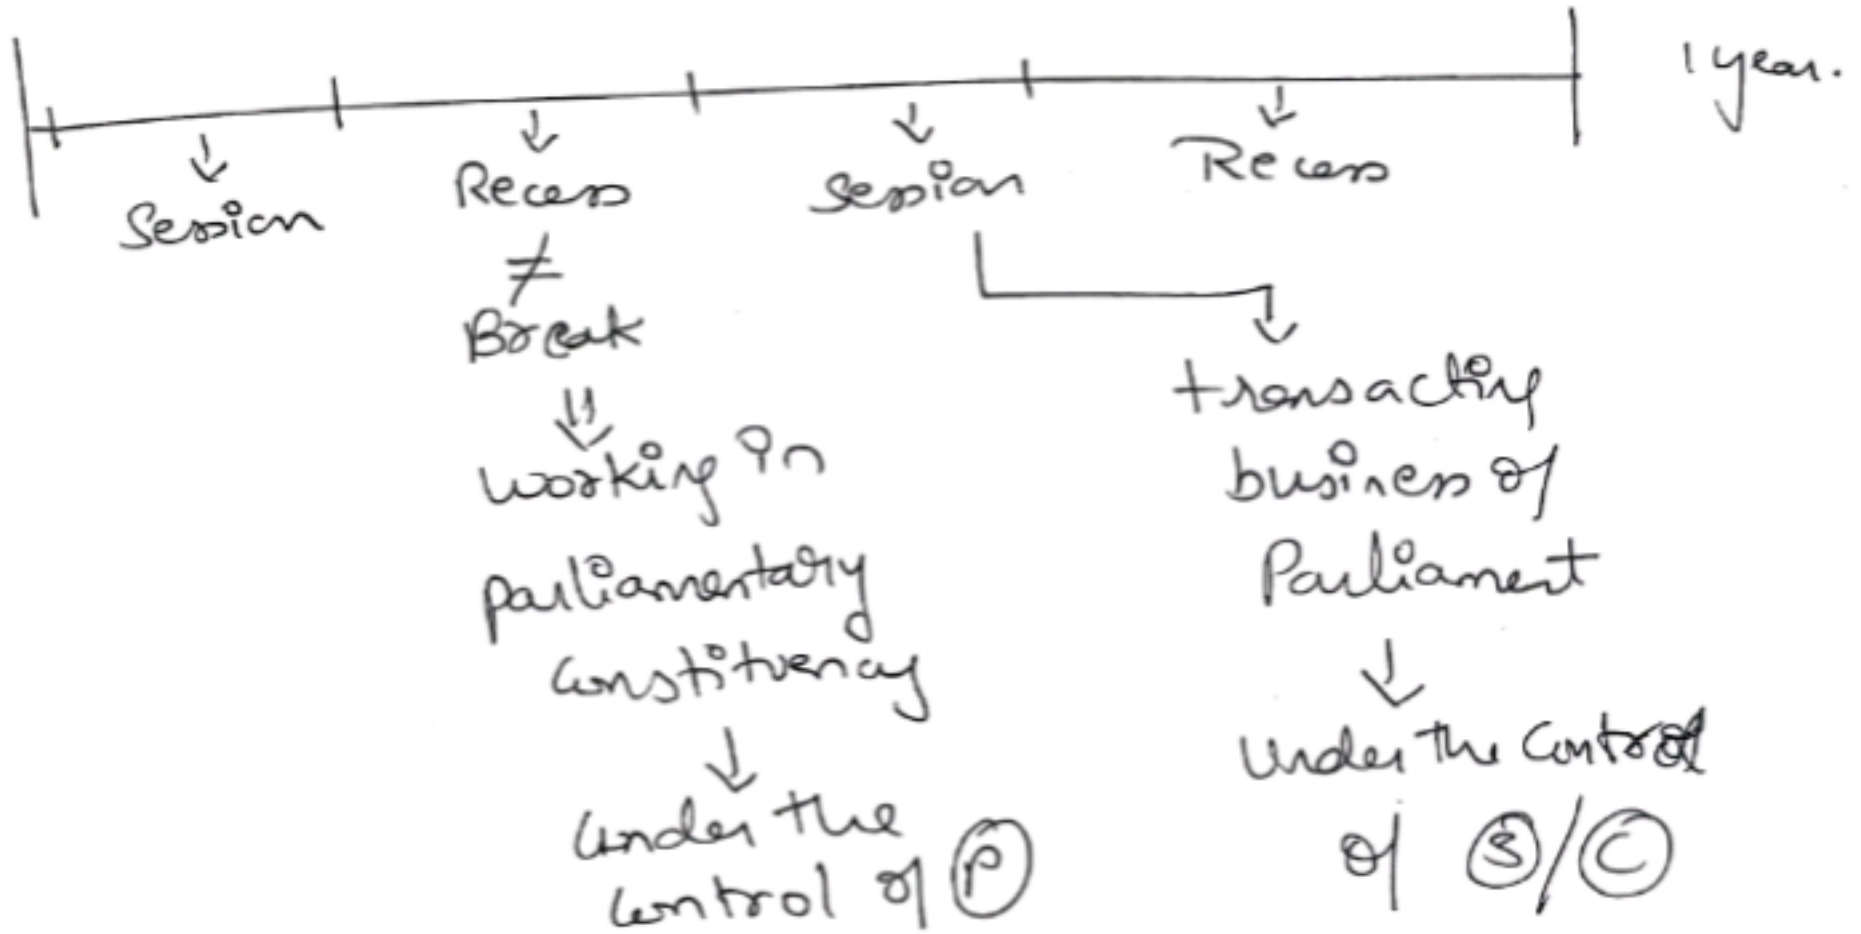 1 year.
Session
Recess
Session
Recess
≠
Break
working in
parliamentary
constituency
under the
control of P
transacting
business of
Parliament
under the control
of S/C